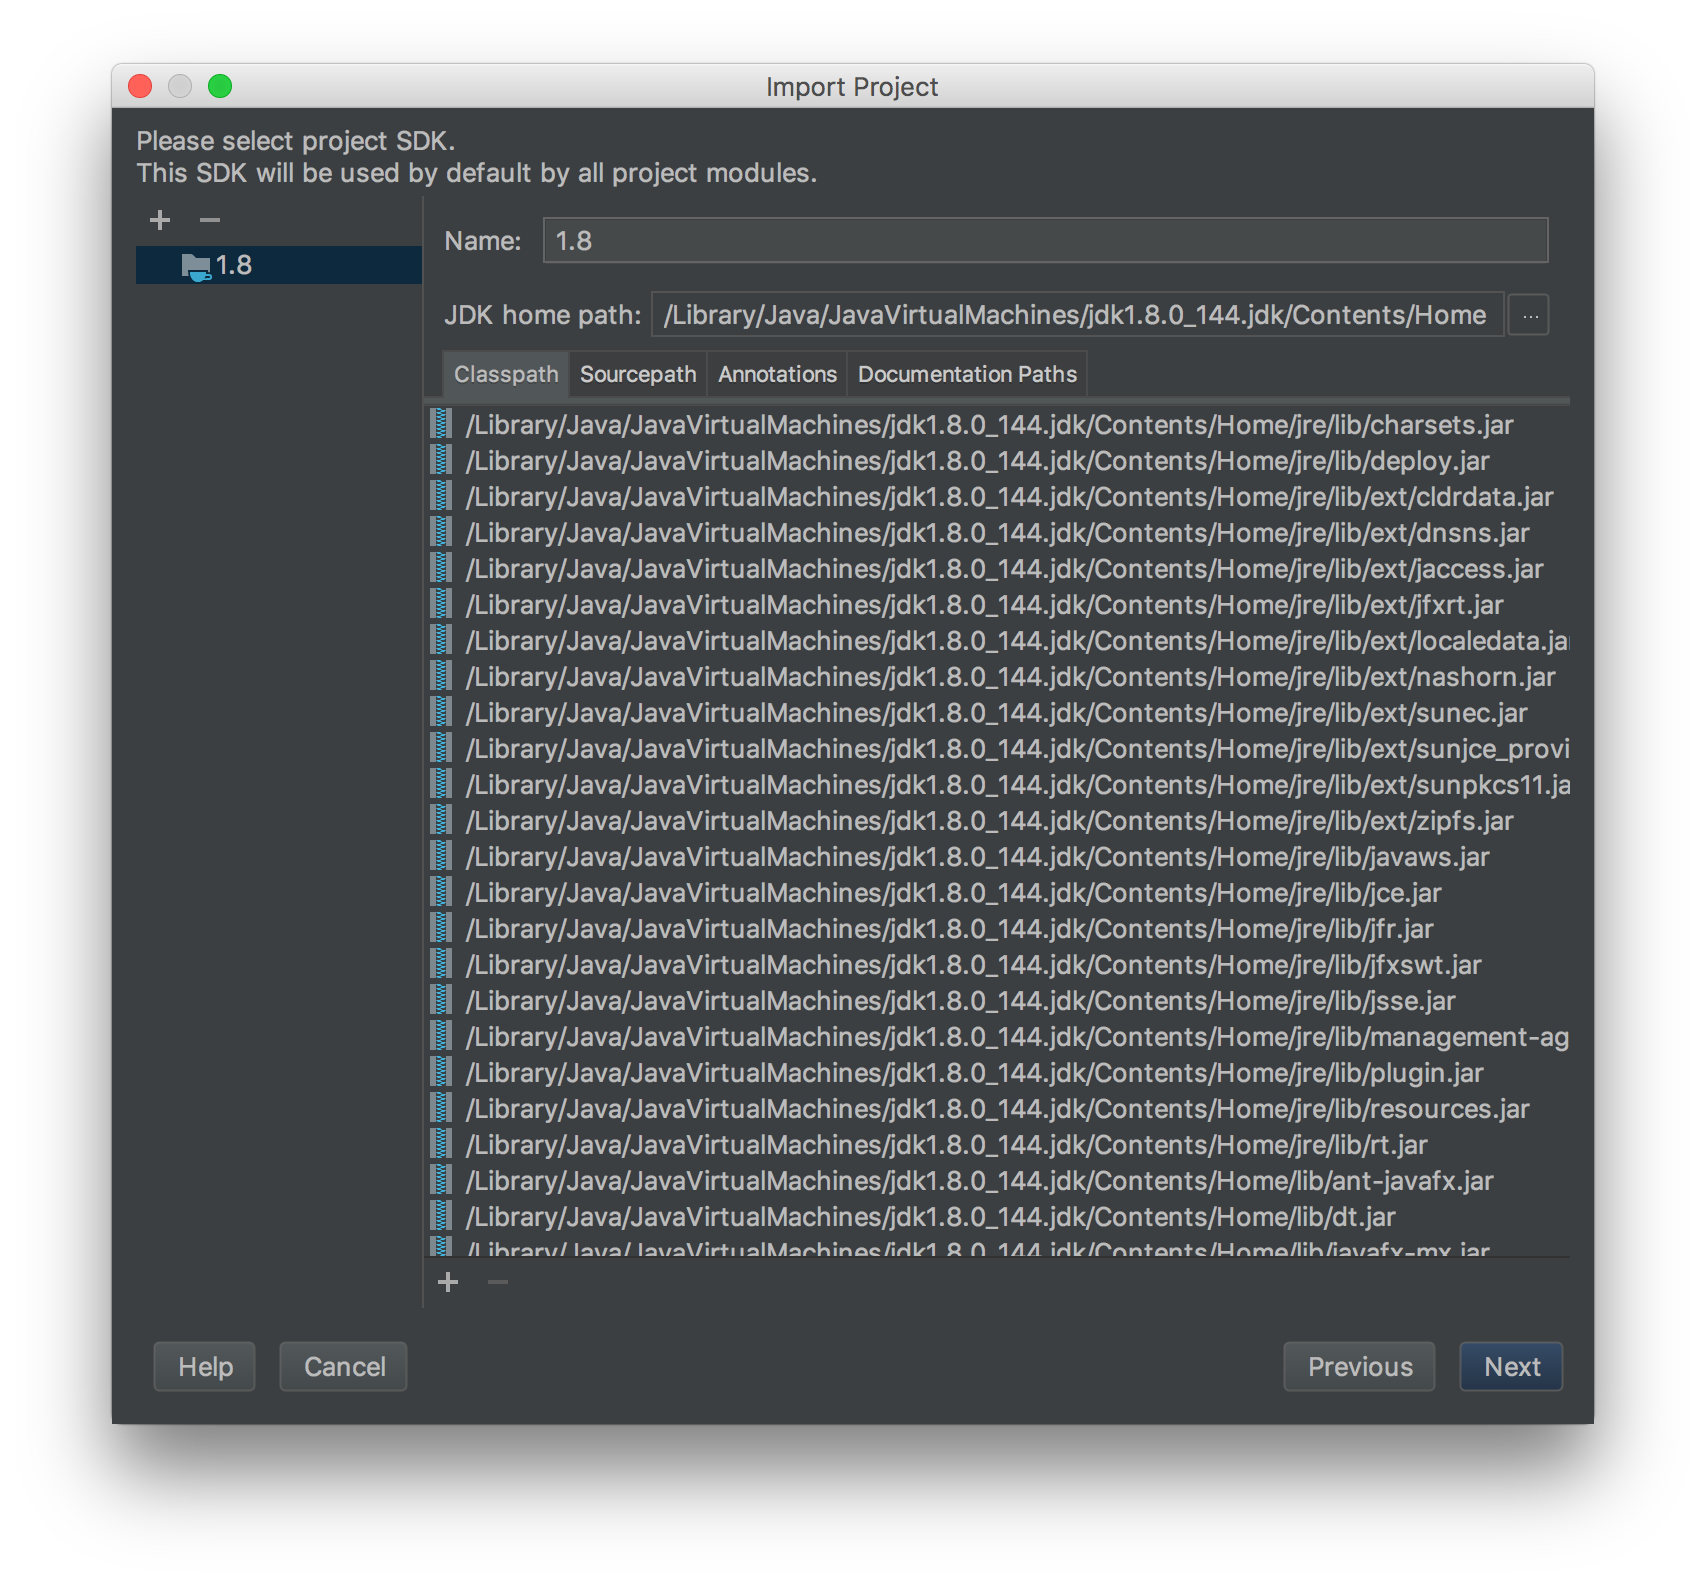 Import Project
Please select project SDK.
This SDK will be used by default by all project modules.
1.8
Name: 1.8
JDK home path: /Library/Java/JavaVirtualMachines/jdk1.8.0_144.jdk/Contents/Home ...
Classpath Sourcepath Annotations Documentation Paths
/Library/Java/JavaVirtualMachines/jdk1.8.0_144.jdk/Contents/Home/jre/lib/charsets.jar
/Library/Java/JavaVirtualMachines/jdk1.8.0_144.jdk/Contents/Home/jre/lib/deploy.jar
/Library/Java/JavaVirtualMachines/jdk1.8.0_144.jdk/Contents/Home/jre/lib/ext/cldrdata.jar
/Library/Java/JavaVirtualMachines/jdk1.8.0_144.jdk/Contents/Home/jre/lib/ext/dnsns.jar
/Library/Java/JavaVirtualMachines/jdk1.8.0_144.jdk/Contents/Home/jre/lib/ext/jaccess.jar
/Library/Java/JavaVirtualMachines/jdk1.8.0_144.jdk/Contents/Home/jre/lib/ext/jfxrt.jar
/Library/Java/JavaVirtualMachines/jdk1.8.0_144.jdk/Contents/Home/jre/lib/ext/localedata.jar
/Library/Java/JavaVirtualMachines/jdk1.8.0_144.jdk/Contents/Home/jre/lib/ext/nashorn.jar
/Library/Java/JavaVirtualMachines/jdk1.8.0_144.jdk/Contents/Home/jre/lib/ext/sunec.jar
/Library/Java/JavaVirtualMachines/jdk1.8.0_144.jdk/Contents/Home/jre/lib/ext/sunjce_provi
/Library/Java/JavaVirtualMachines/jdk1.8.0_144.jdk/Contents/Home/jre/lib/ext/sunpkcs11.ja
/Library/Java/JavaVirtualMachines/jdk1.8.0_144.jdk/Contents/Home/jre/lib/ext/zipfs.jar
/Library/Java/JavaVirtualMachines/jdk1.8.0_144.jdk/Contents/Home/jre/lib/javaws.jar
/Library/Java/JavaVirtualMachines/jdk1.8.0_144.jdk/Contents/Home/jre/lib/jce.jar
/Library/Java/JavaVirtualMachines/jdk1.8.0_144.jdk/Contents/Home/jre/lib/jfr.jar
/Library/Java/JavaVirtualMachines/jdk1.8.0_144.jdk/Contents/Home/jre/lib/jfxswt.jar
/Library/Java/JavaVirtualMachines/jdk1.8.0_144.jdk/Contents/Home/jre/lib/jsse.jar
/Library/Java/JavaVirtualMachines/jdk1.8.0_144.jdk/Contents/Home/jre/lib/management-ag
/Library/Java/JavaVirtualMachines/jdk1.8.0_144.jdk/Contents/Home/jre/lib/plugin.jar
/Library/Java/JavaVirtualMachines/jdk1.8.0_144.jdk/Contents/Home/jre/lib/resources.jar
/Library/Java/JavaVirtualMachines/jdk1.8.0_144.jdk/Contents/Home/jre/lib/rt.jar
/Library/Java/JavaVirtualMachines/jdk1.8.0_144.jdk/Contents/Home/lib/ant-javafx.jar
/Library/Java/JavaVirtualMachines/jdk1.8.0_144.jdk/Contents/Home/lib/dt.jar
/Library/Java/JavaVirtualMachines/jdk1.8.0_144.jdk/Contents/Home/lib/javafx-mx.jar
Help Cancel Previous Next